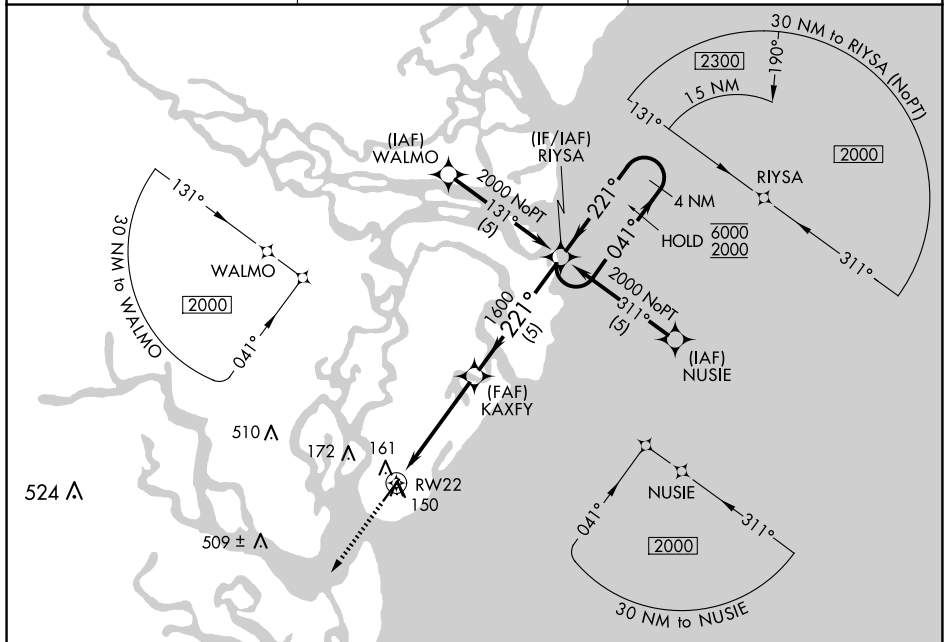 30 NM to RIYSA (NoPT)
2300
190°
15 NM
131°
2000
RIYSA
311°
(IAF)
WALMO
2000 NoPT
131°
(5)
(IF/IAF)
RIYSA
221°
041°
4 NM
HOLD 6000
2000
2000 NoPT
311°
(5)
(IAF)
NUSIE
131°
WALMO
2000
041°
30 NM to WALMO
1600
221°
(5)
(FAF)
KAXFY
510
172
161
RW22
150
524
509 ±
NUSIE
041°
311°
2000
30 NM to NUSIE